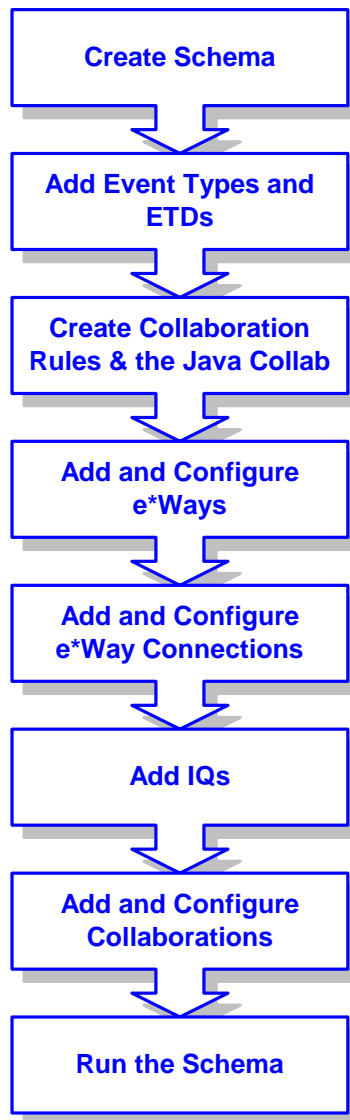 Create Schema
Add Event Types and
ETDs
Create Collaboration
Rules & the Java Collab
Add and Configure
e*Ways
Add and Configure
e*Way Connections
Add IQs
Add and Configure
Collaborations
Run the Schema